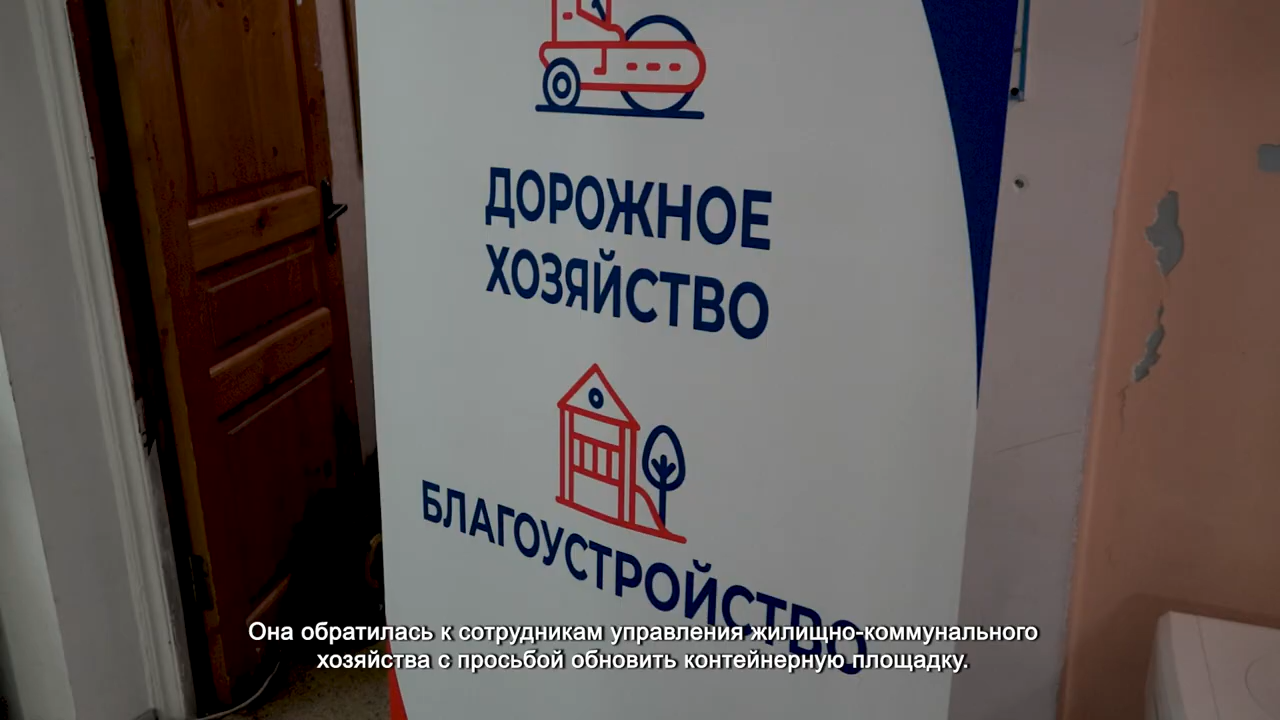 ДОРОЖНОЕ
ХОЗЯЙСТВО
БЛАГОУСТРОЙСТВО
Она обратилась к сотрудникам управления жилищно-коммунального
хозяйства с просьбой обновить контейнерную площадку.